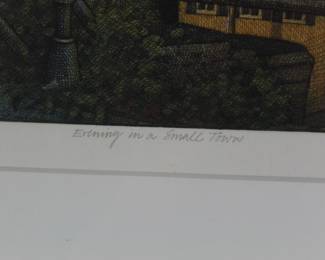 Evening in a Small Town